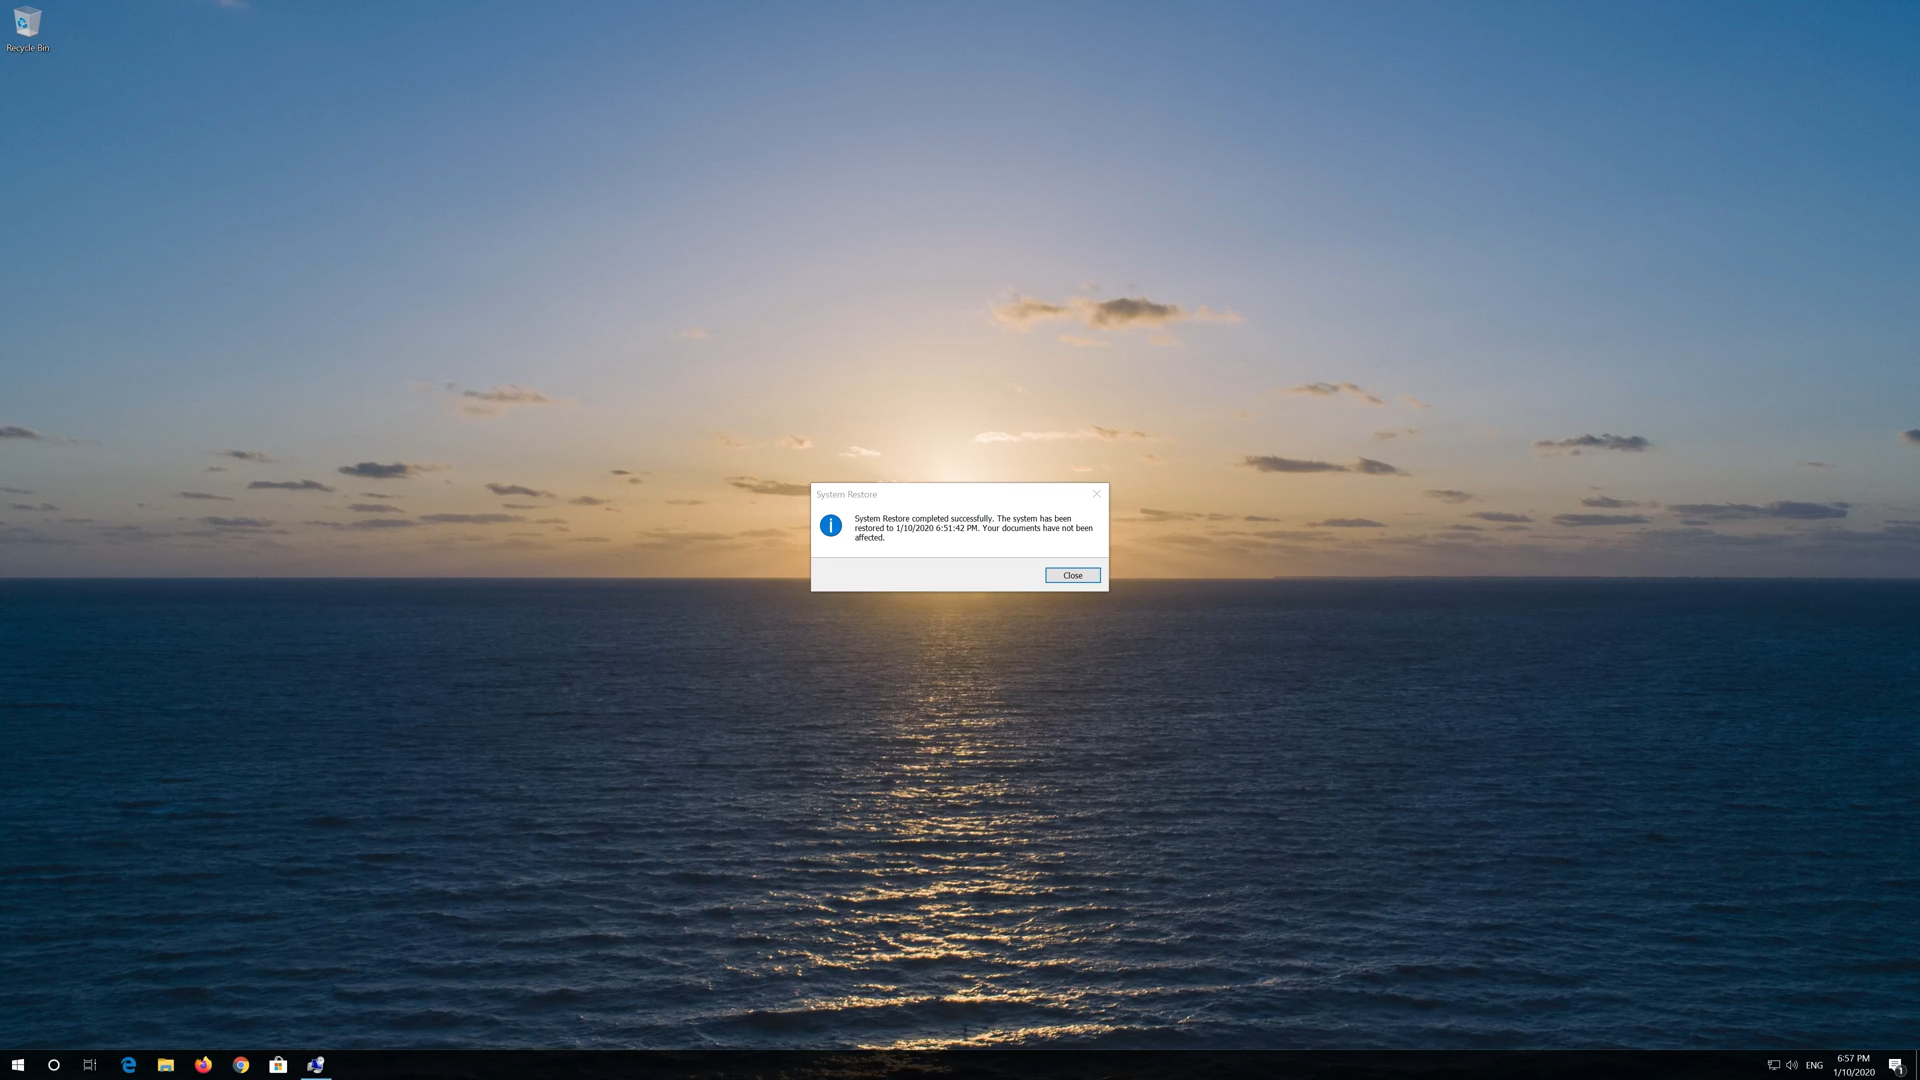 Recycle Bin
System Restore
System Restore completed successfully. The system has been
restored to 1/10/2020 6:51:42 PM. Your documents have not been
affected.
Close
ENG
6:57 PM
1/10/2020
1